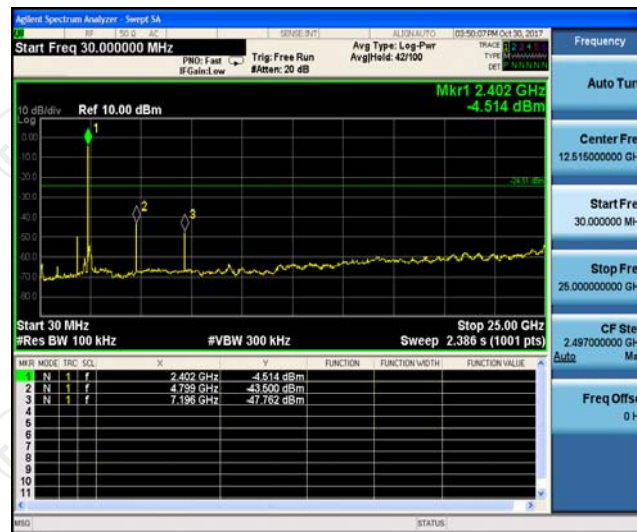 Agilent Spectrum Analyzer - Swept SA
RF 50 Ω AC SENSE:INT ALIGN AUTO 03:50:07 PM Oct 30, 2017
Start Freq 30.000000 MHz
PNO: Fast
IFGain:Low
Trig: Free Run
#Atten: 20 dB
Avg Type: Log-Pwr
Avg|Hold: 42/100
TRACE 1 2 3 4 5 6
TYPE
DET P N N N N N
Mkr1 2.402 GHz
-4.514 dBm
10 dB/div Ref 10.00 dBm
Log
1
0.00
-10.0
-20.0
-24.51 dBm
-30.0
2
3
-40.0
-50.0
-60.0
-70.0
-80.0
Start 30 MHz Stop 25.00 GHz
#Res BW 100 kHz #VBW 300 kHz Sweep 2.386 s (1001 pts)
MKR MODE TRC SCL X Y FUNCTION FUNCTION WIDTH FUNCTION VALUE
1 N 1 f 2.402 GHz -4.514 dBm
2 N 1 f 4.799 GHz -43.500 dBm
3 N 1 f 7.196 GHz -47.762 dBm
4
5
6
7
8
9
10
11
MSG STATUS
Frequency
Auto Tun
Center Fre
12.515000000 GH
Start Fre
30.000000 MH
Stop Fre
25.000000000 GH
CF Ste
2.497000000 GH
Auto Ma
Freq Offse
0 H